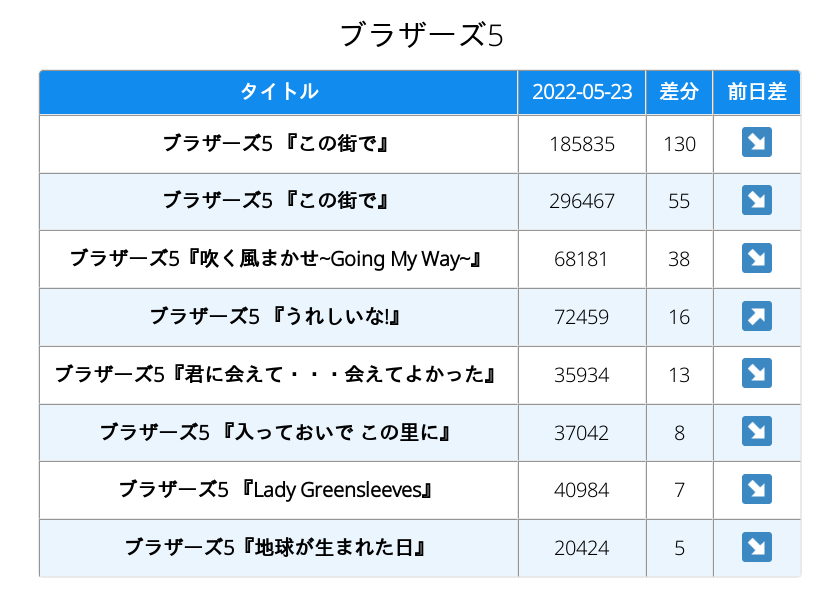 ブラザーズ5
タイトル 2022-05-23 差分 前日差
ブラザーズ5 『この街で』 185835 130 ↘
ブラザーズ5 『この街で』 296467 55 ↘
ブラザーズ5『吹く風まかせ~Going My Way~』 68181 38 ↘
ブラザーズ5 『うれしいな!』 72459 16 ↗
ブラザーズ5『君に会えて・・・会えてよかった』 35934 13 ↘
ブラザーズ5 『入っておいで この里に』 37042 8 ↘
ブラザーズ5 『Lady Greensleeves』 40984 7 ↘
ブラザーズ5『地球が生まれた日』 20424 5 ↘